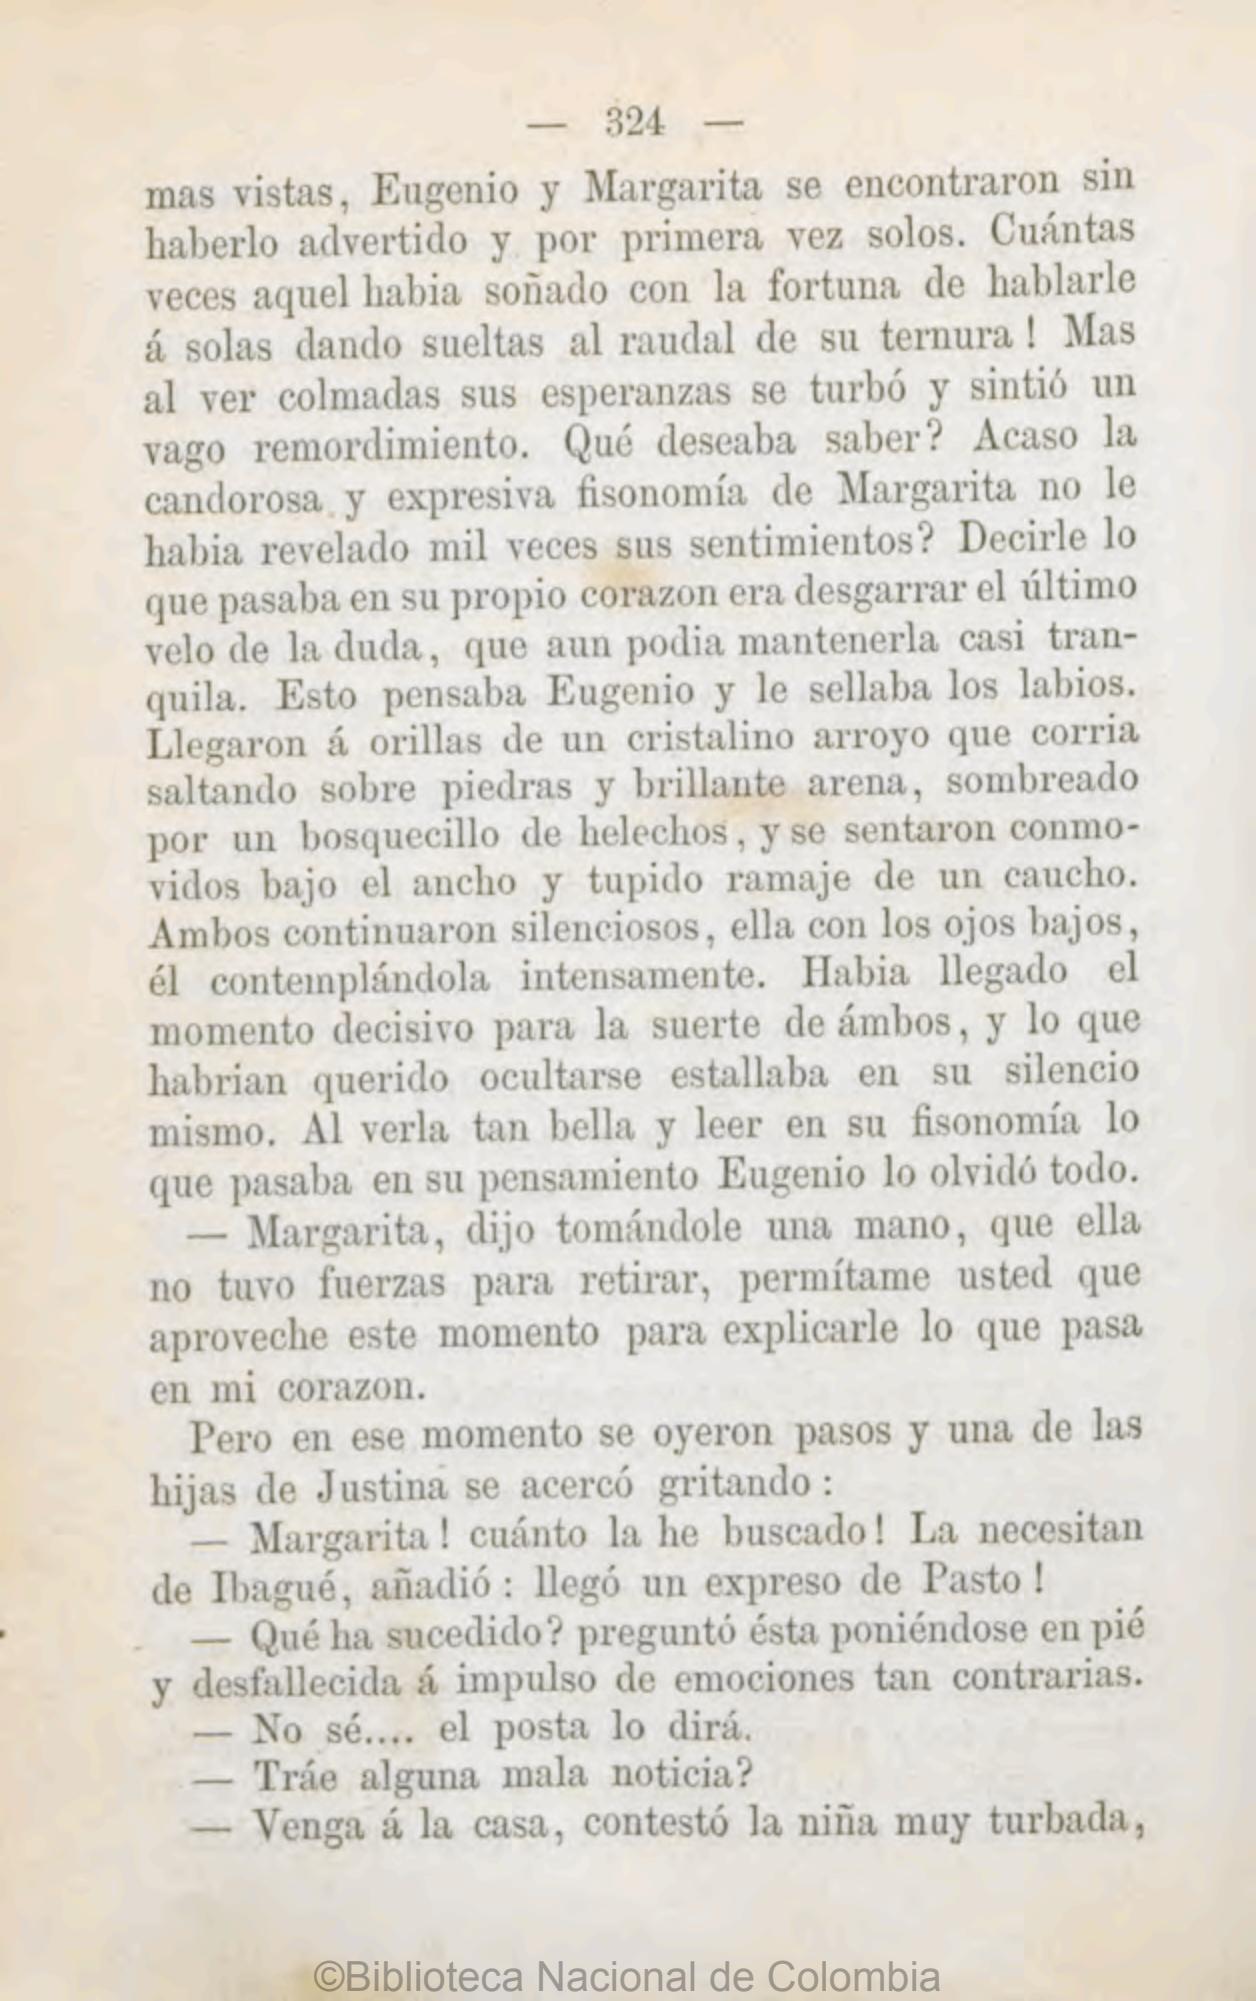 — 324 —
mas vistas, Eugenio y Margarita se encontraron sin
haberlo advertido y por primera vez solos. Cuántas
veces aquel habia soñado con la fortuna de hablarle
á solas dando sueltas al raudal de su ternura ! Mas
al ver colmadas sus esperanzas se turbó y sintió un
vago remordimiento. Qué deseaba saber? Acaso la
candorosa y expresiva fisonomía de Margarita no le
habia revelado mil veces sus sentimientos? Decirle lo
que pasaba en su propio corazon era desgarrar el último
velo de la duda, que aun podia mantenerla casi tran-
quila. Esto pensaba Eugenio y le sellaba los labios.
Llegaron á orillas de un cristalino arroyo que corria
saltando sobre piedras y brillante arena, sombreado
por un bosquecillo de helechos, y se sentaron conmo-
vidos bajo el ancho y tupido ramaje de un caucho.
Ambos continuaron silenciosos, ella con los ojos bajos,
él contemplándola intensamente. Habia llegado el
momento decisivo para la suerte de ámbos, y lo que
habrian querido ocultarse estallaba en su silencio
mismo. Al verla tan bella y leer en su fisonomía lo
que pasaba en su pensamiento Eugenio lo olvidó todo.
— Margarita, dijo tomándole una mano, que ella
no tuvo fuerzas para retirar, permítame usted que
aproveche este momento para explicarle lo que pasa
en mi corazon.
Pero en ese momento se oyeron pasos y una de las
hijas de Justina se acercó gritando :
— Margarita ! cuánto la he buscado ! La necesitan
de Ibagué, añadió : llegó un expreso de Pasto !
— Qué ha sucedido? preguntó ésta poniéndose en pié
y desfallecida á impulso de emociones tan contrarias.
— No sé.... el posta lo dirá.
— Tráe alguna mala noticia?
— Venga á la casa, contestó la niña muy turbada,
©Biblioteca Nacional de Colombia